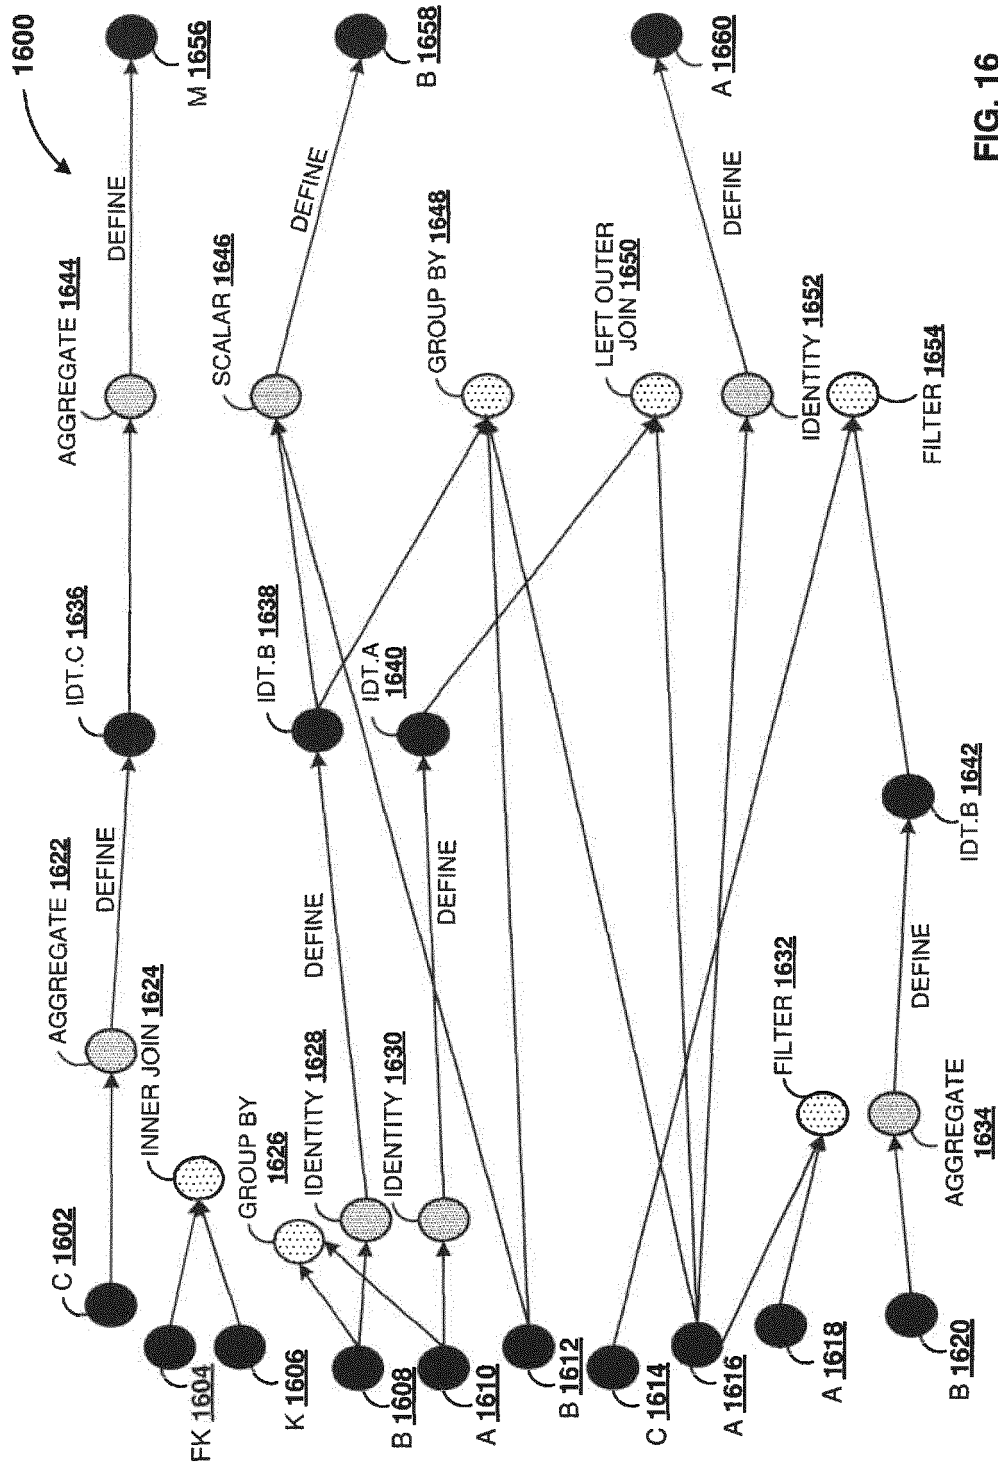 1600
AGGREGATE 1644
DEFINE
M 1656
IDT.C 1636
AGGREGATE 1622
DEFINE
INNER JOIN 1624
C 1602
FK 1604
K 1606
SCALAR 1646
DEFINE
B 1658
IDT.B 1638
IDT.A
1640
GROUP BY 1648
DEFINE
DEFINE
GROUP BY
1626
IDENTITY 1628
IDENTITY 1630
B 1608
A 1610
B 1612
LEFT OUTER
JOIN 1650
DEFINE
A 1660
IDENTITY 1652
FILTER 1654
C 1614
A 1616
A 1618
FILTER 1632
IDT.B 1642
DEFINE
AGGREGATE
1634
B 1620
FIG. 16